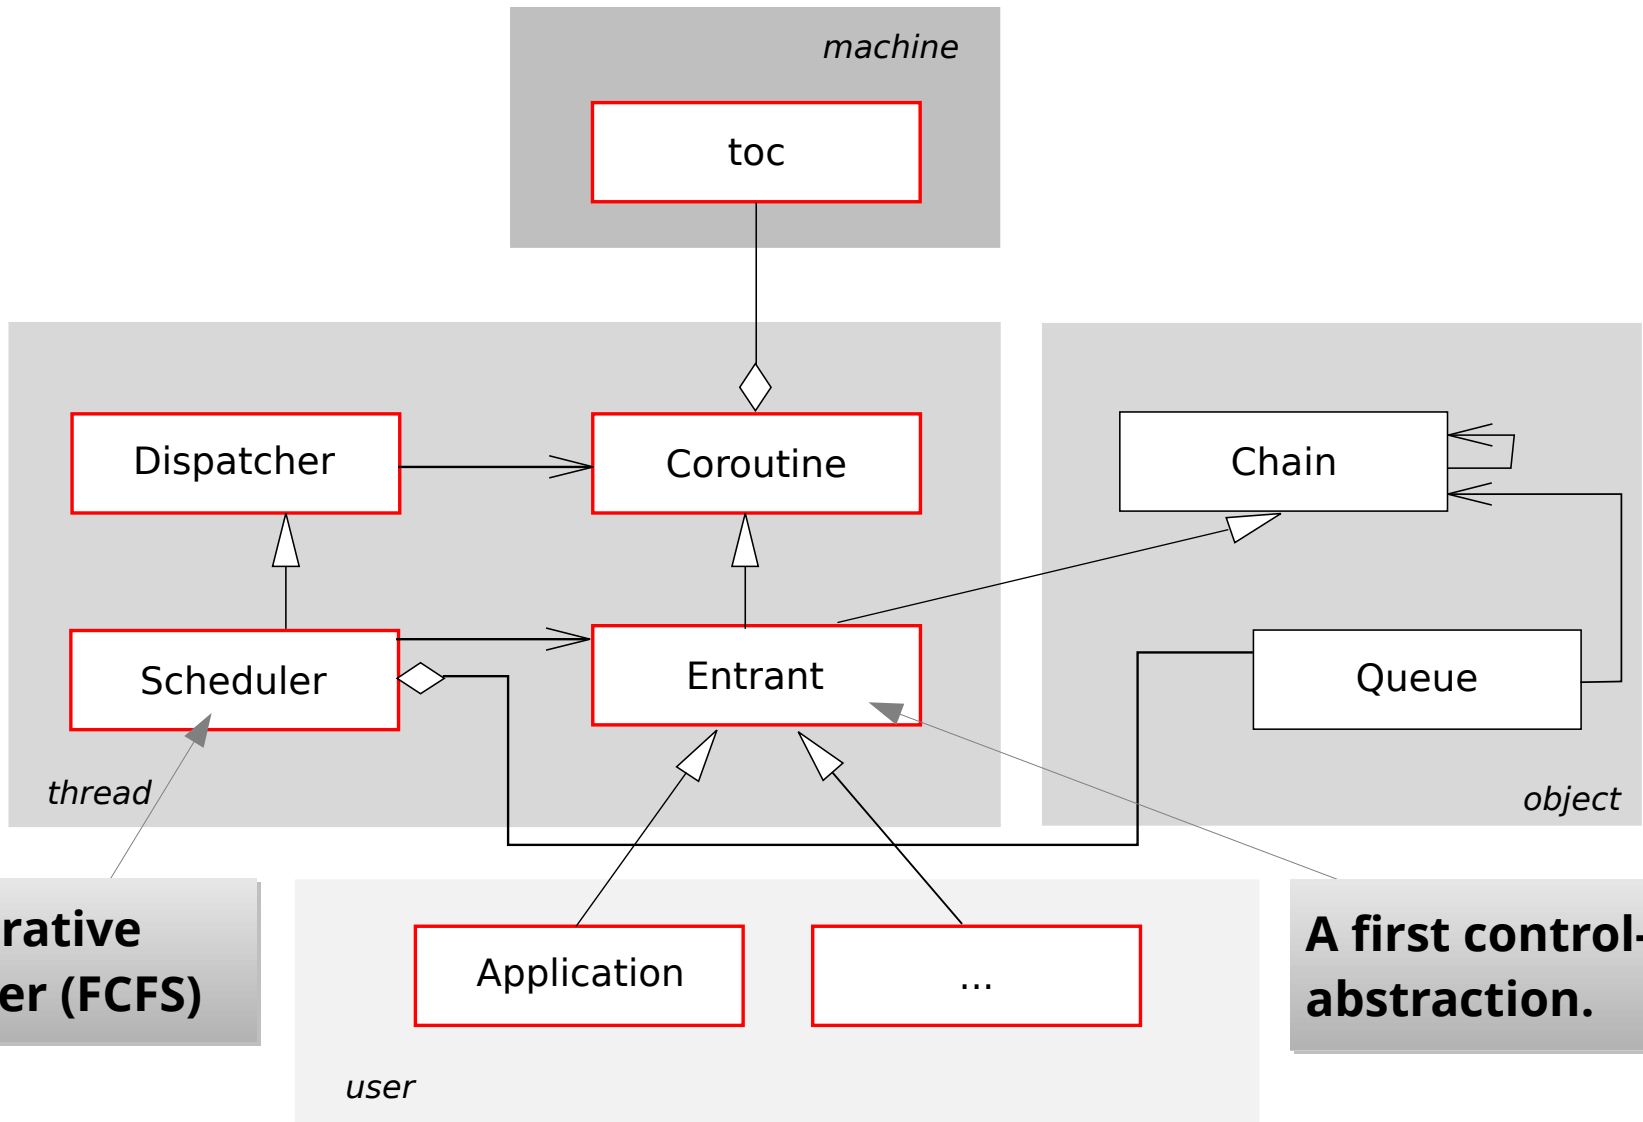 machine
toc
Dispatcher
Coroutine
Chain
Scheduler
Entrant
Queue
thread
object
rative
er (FCFS)
A first control-
abstraction.
Application
...
user